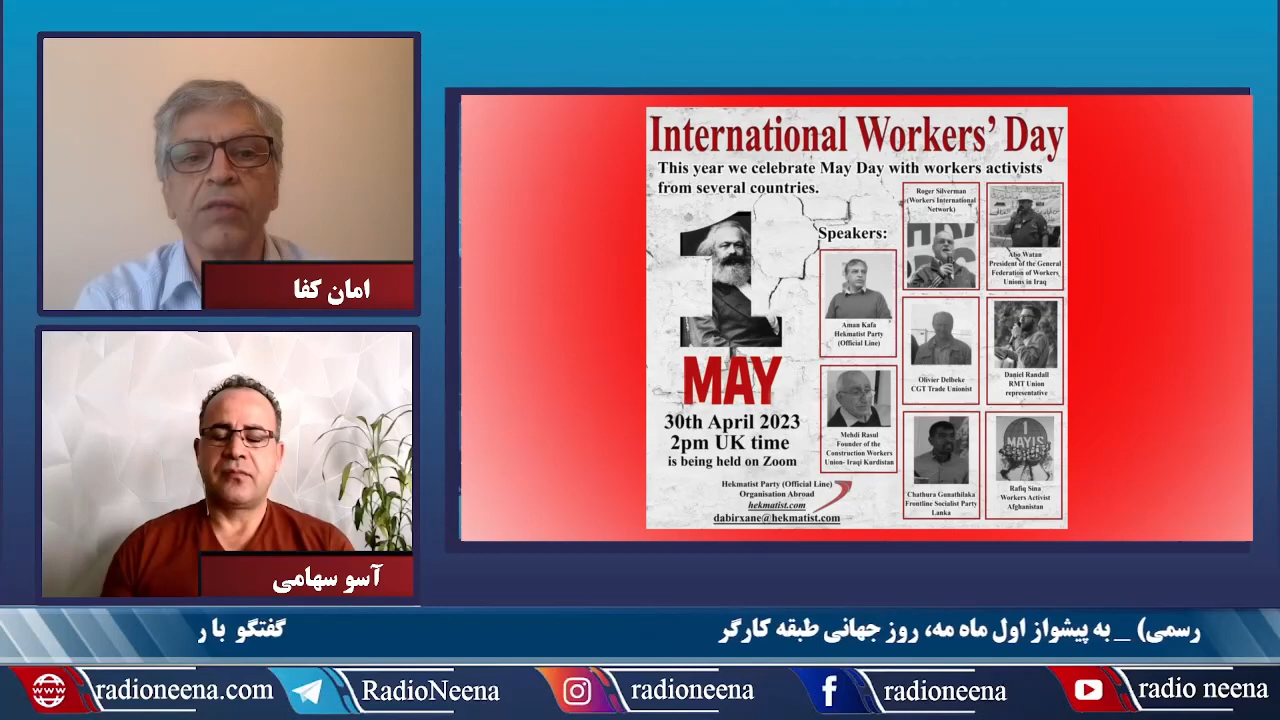 امان کفا
آسو سهامی
International Workers' Day
This year we celebrate May Day with workers activists
from several countries.
1
MAY
30th April 2023
2pm UK time
is being held on Zoom
Speakers:
Aman Kafa
Hekmatist Party
(Official Line)
Mehdi Rasul
Founder of the
Construction Workers
Union- Iraqi Kurdistan
Roger Silverman
(Workers International
Network)
Olivier Delbeke
CGT Trade Unionist
Chathura Gunathilaka
Frontline Socialist Party
Lanka
Abo Watan
President of the General
Federation of Workers
Unions in Iraq
Daniel Randall
RMT Union
representative
1
MAY IS
Rafiq Sina
Workers Activist
Afghanistan
Hekmatist Party (Official Line)
Organisation Abroad
hekmatist.com
dabirxane@hekmatist.com
رسمی) _ به پیشواز اول ماه مه، روز جهانی طبقه کارگر
گفتگو با ر
www
radioneena.com
RadioNeena
radioneena
radioneena
radio neena